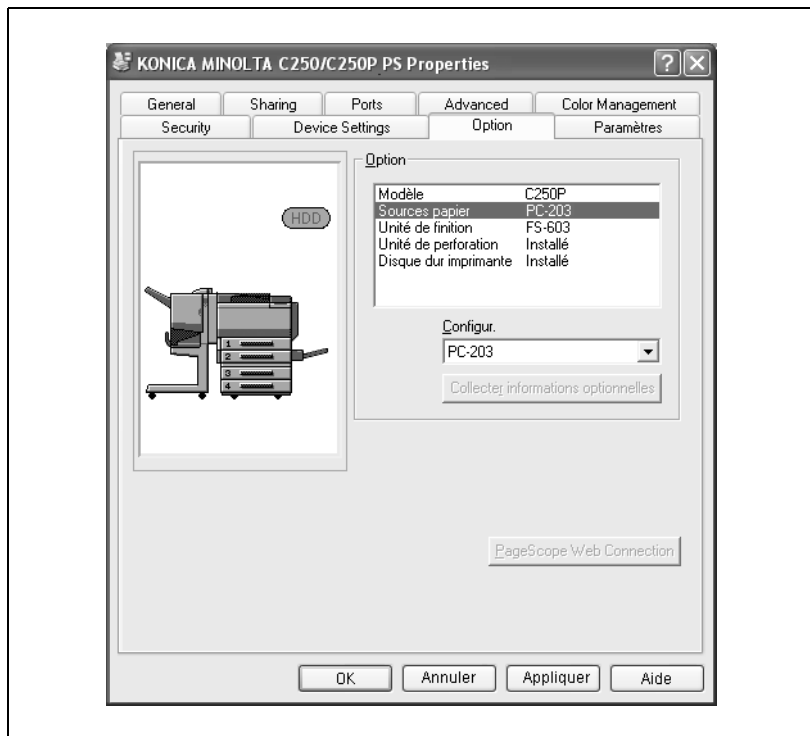 KONICA MINOLTA C250/C250P PS Properties
General Sharing Ports Advanced Color Management
Security Device Settings Option Paramètres
HDD
1
2
3
4
Option
Modèle C250P
Sources papier PC-203
Unité de finition FS-603
Unité de perforation Installé
Disque dur imprimante Installé
Configur.
PC-203
Collecter informations optionnelles
PageScope Web Connection
OK Annuler Appliquer Aide